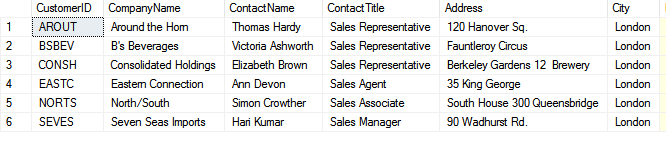 CustomerID CompanyName ContactName ContactTitle Address City
1 AROUT Around the Horn Thomas Hardy Sales Representative 120 Hanover Sq. London
2 BSBEV B's Beverages Victoria Ashworth Sales Representative Fauntleroy Circus London
3 CONSH Consolidated Holdings Elizabeth Brown Sales Representative Berkeley Gardens 12 Brewery London
4 EASTC Eastern Connection Ann Devon Sales Agent 35 King George London
5 NORTS North/South Simon Crowther Sales Associate South House 300 Queensbridge London
6 SEVES Seven Seas Imports Hari Kumar Sales Manager 90 Wadhurst Rd. London